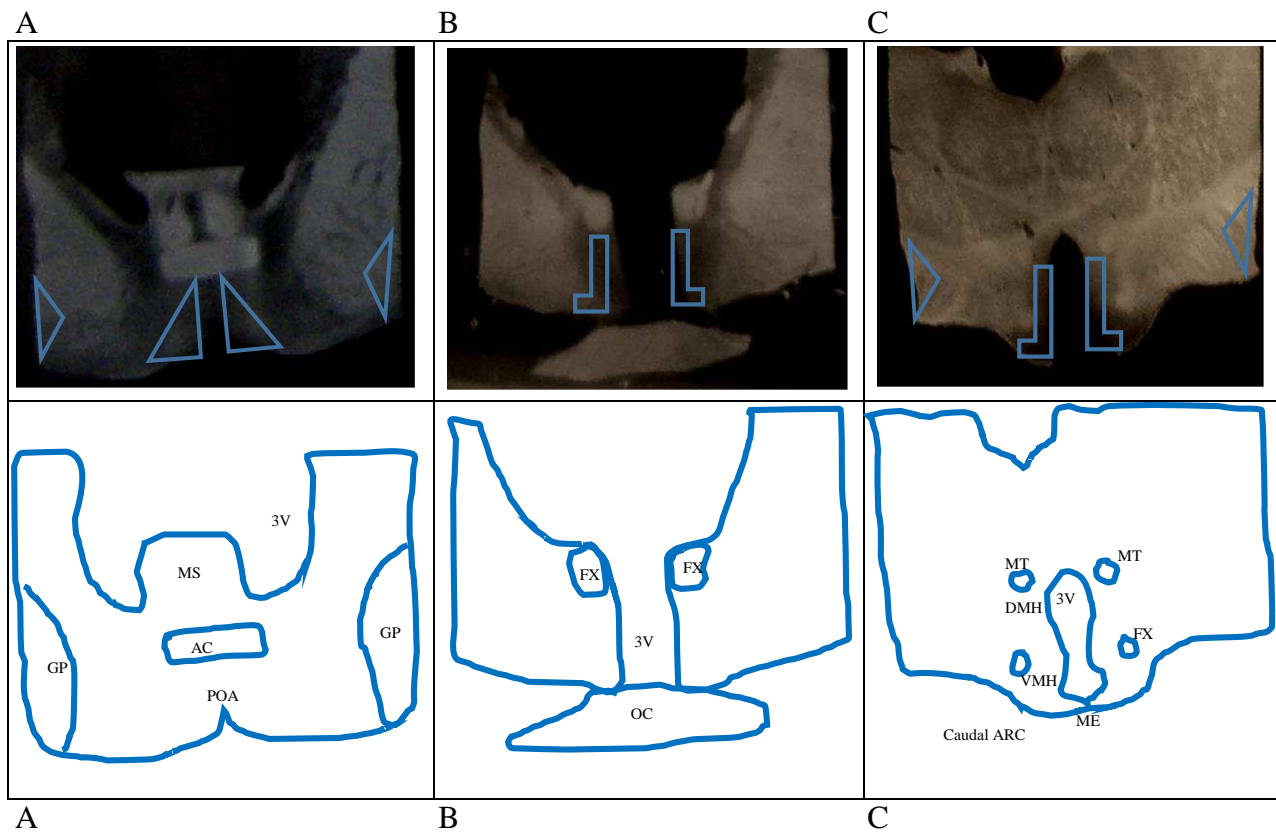 A B C
3V
MS
GP
AC
GP
POA
FX
FX
3V
OC
MT
MT
3V
DMH
FX
VMH
ME
Caudal ARC
A B C